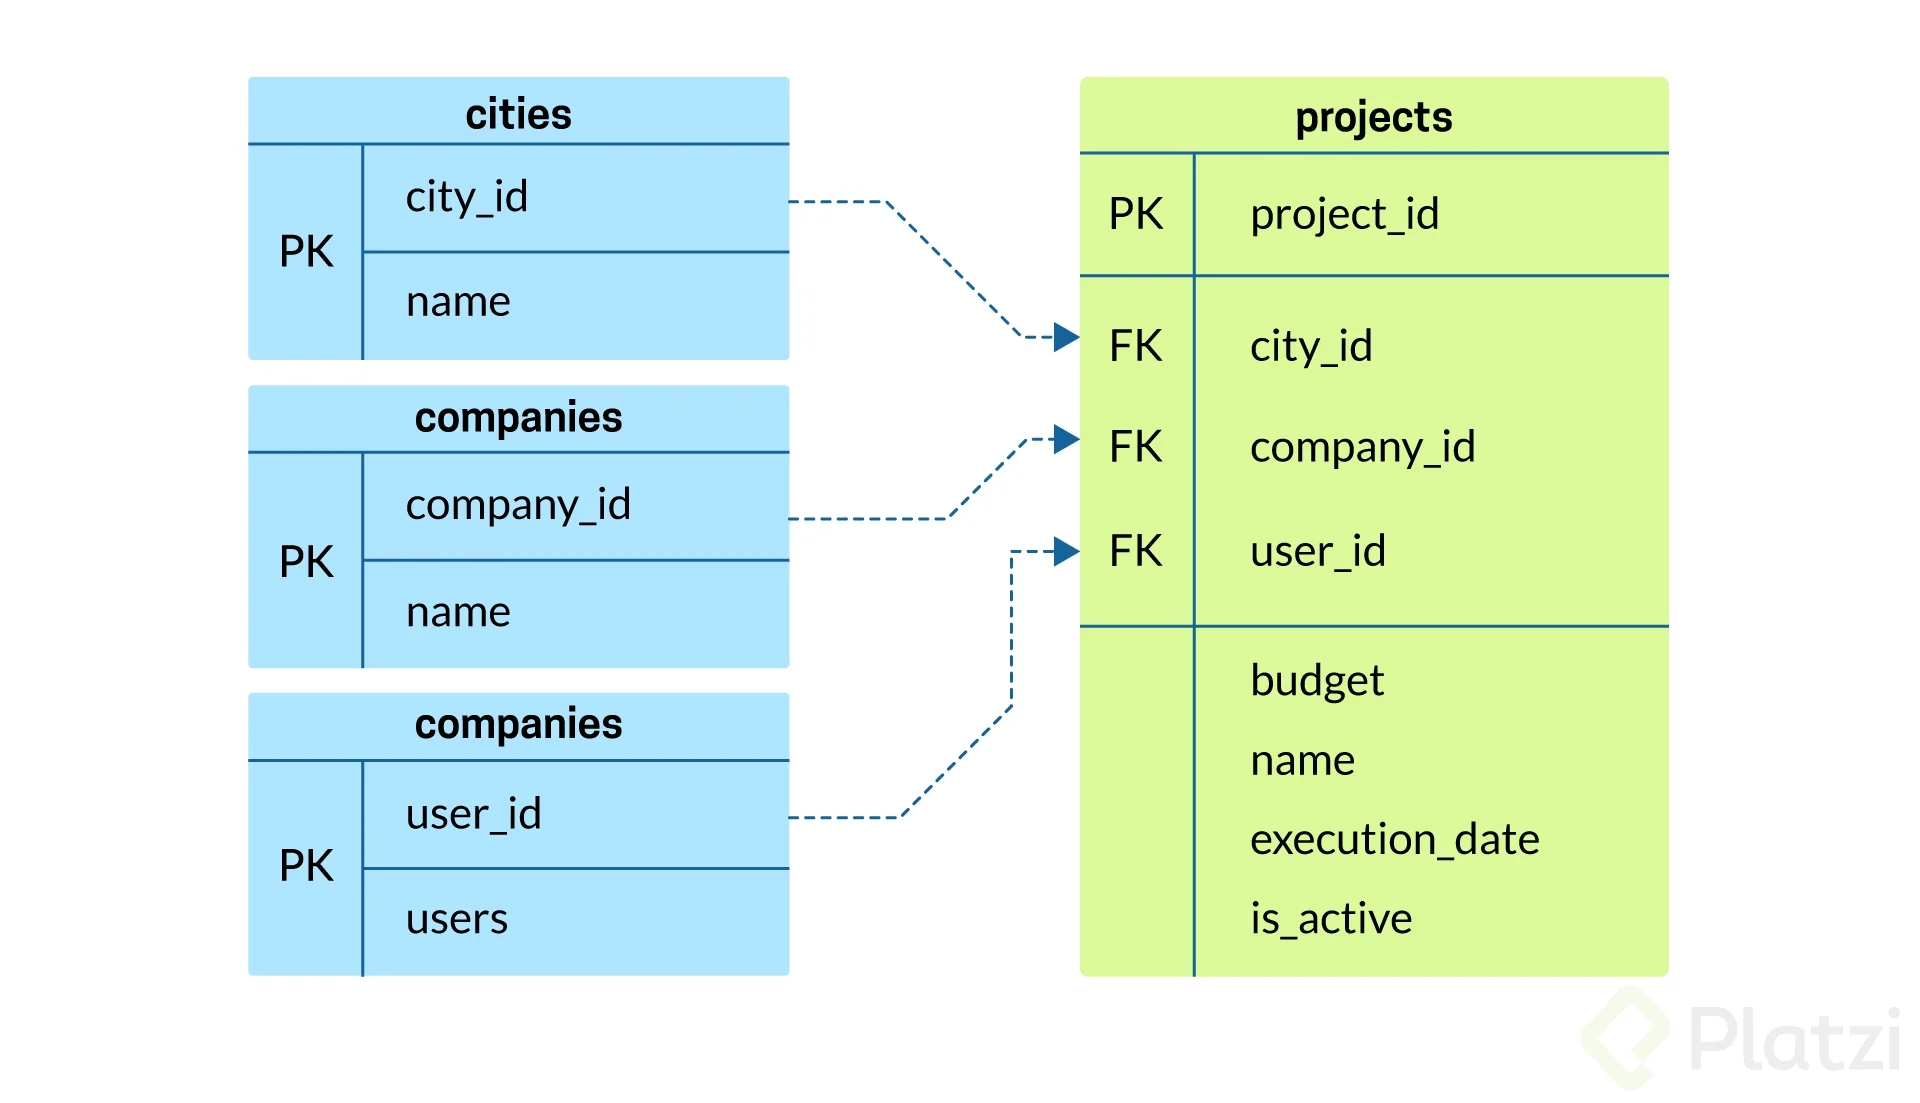 cities
PK
city_id
name
companies
PK
company_id
name
companies
PK
user_id
users
projects
PK project_id
FK city_id
FK company_id
FK user_id
budget
name
execution_date
is_active
Platzi